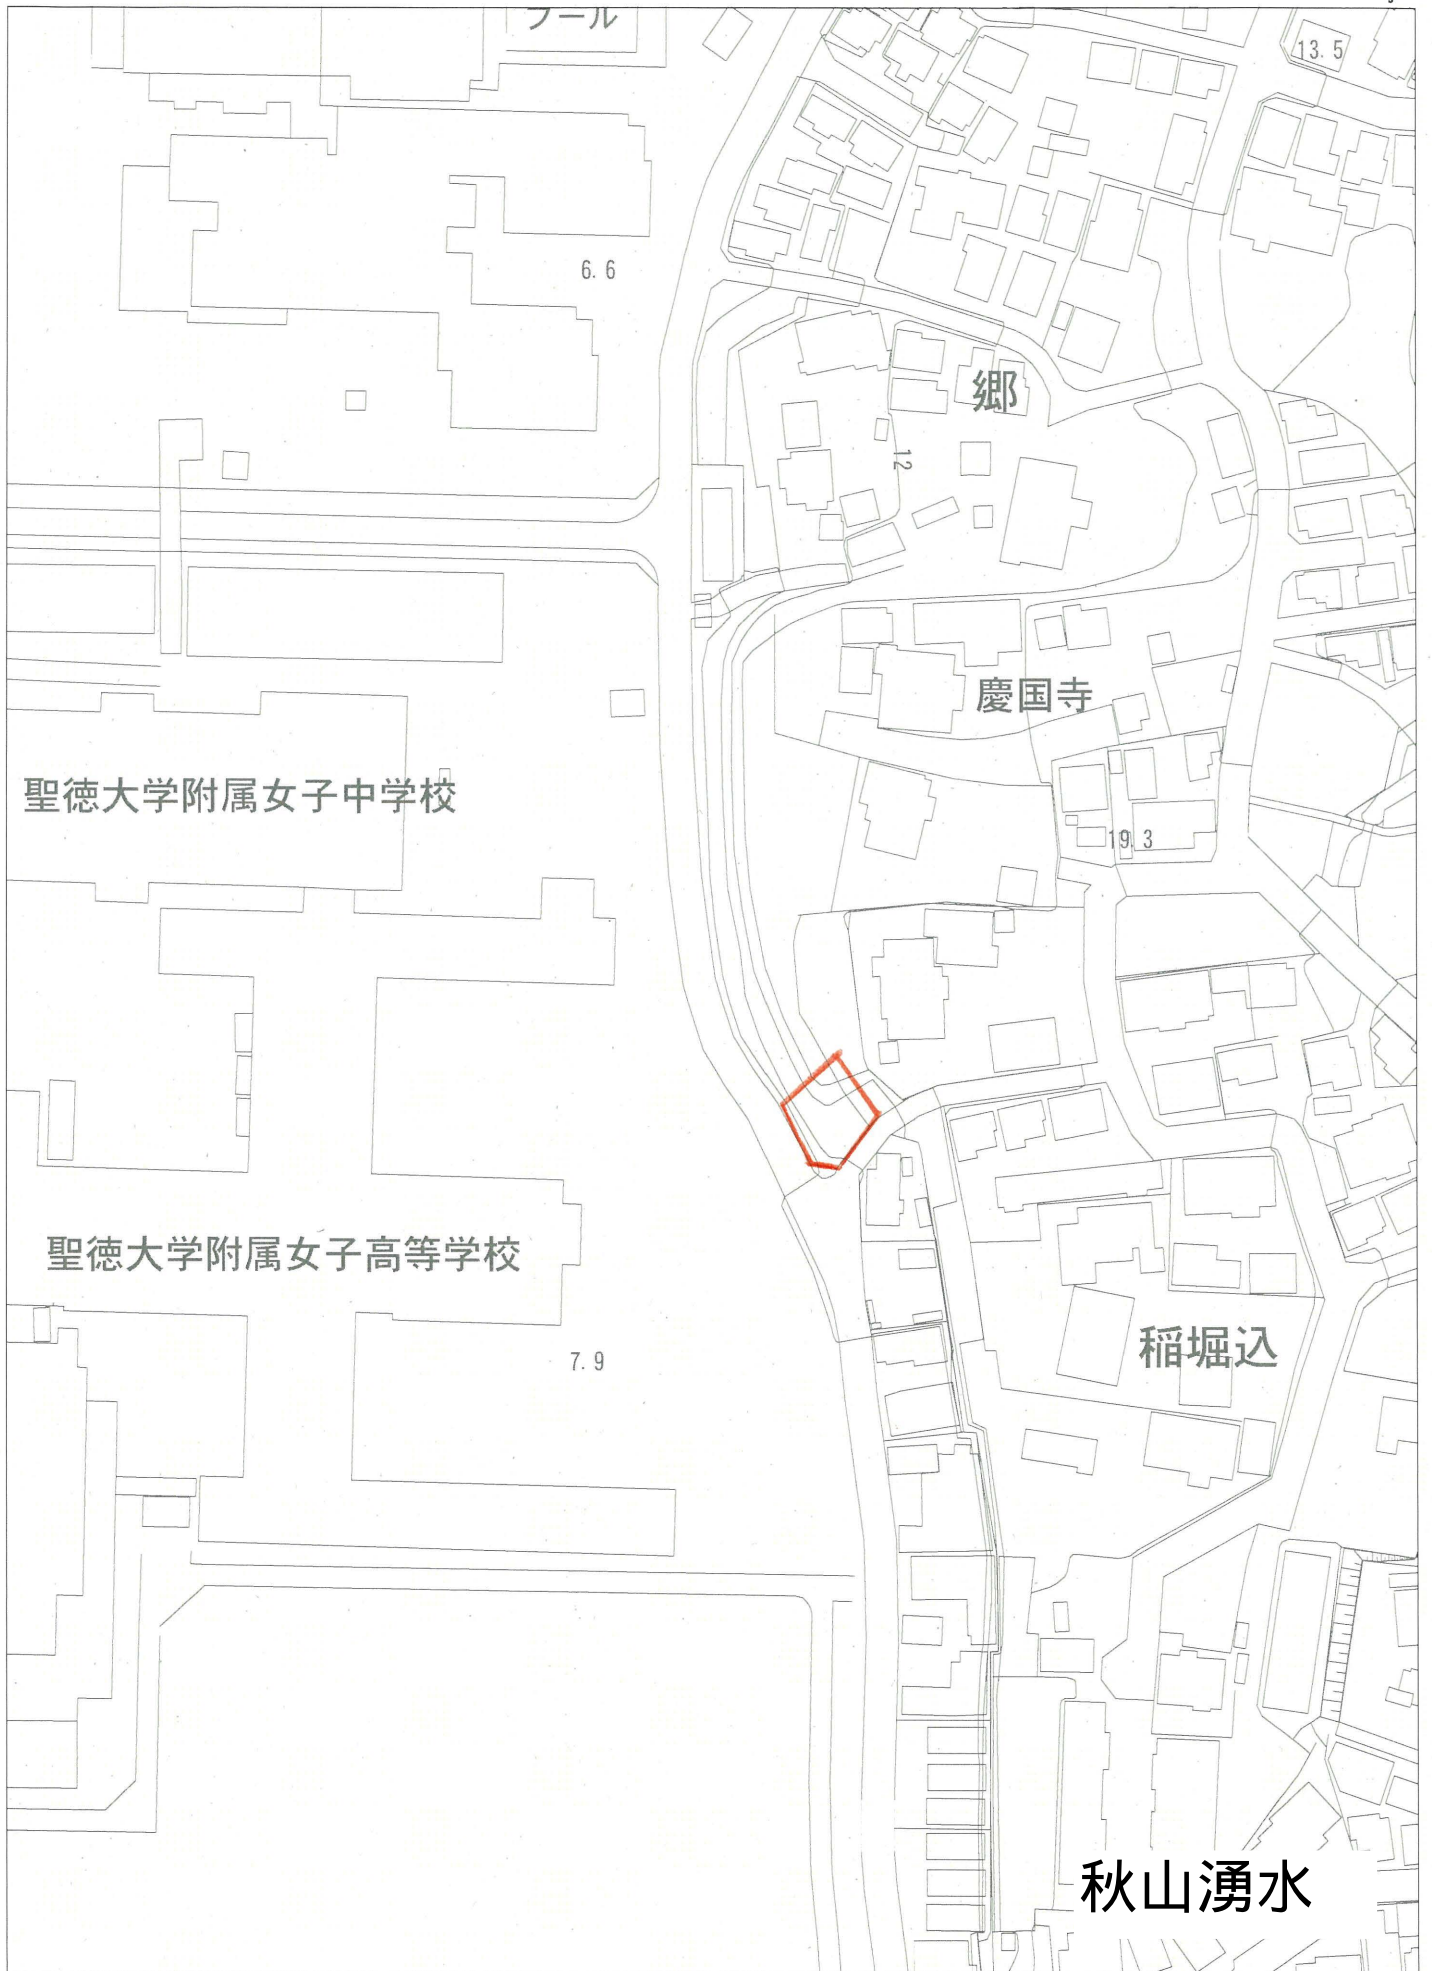 プール
13.5
6.6
郷
12
慶国寺
聖徳大学附属女子中学校
19.3
聖徳大学附属女子高等学校
稲堀込
7.9
秋山湧水